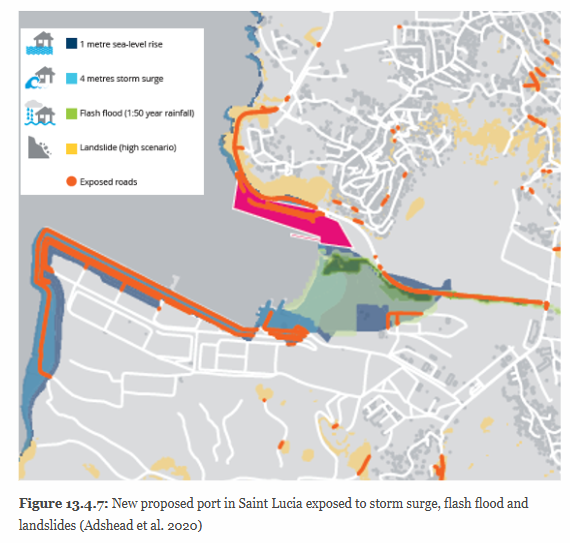 1 metre sea-level rise
4 metres storm surge
Flash flood (1:50 year rainfall)
Landslide (high scenario)
Exposed roads
Figure 13.4.7: New proposed port in Saint Lucia exposed to storm surge, flash flood and
landslides (Adshead et al. 2020)